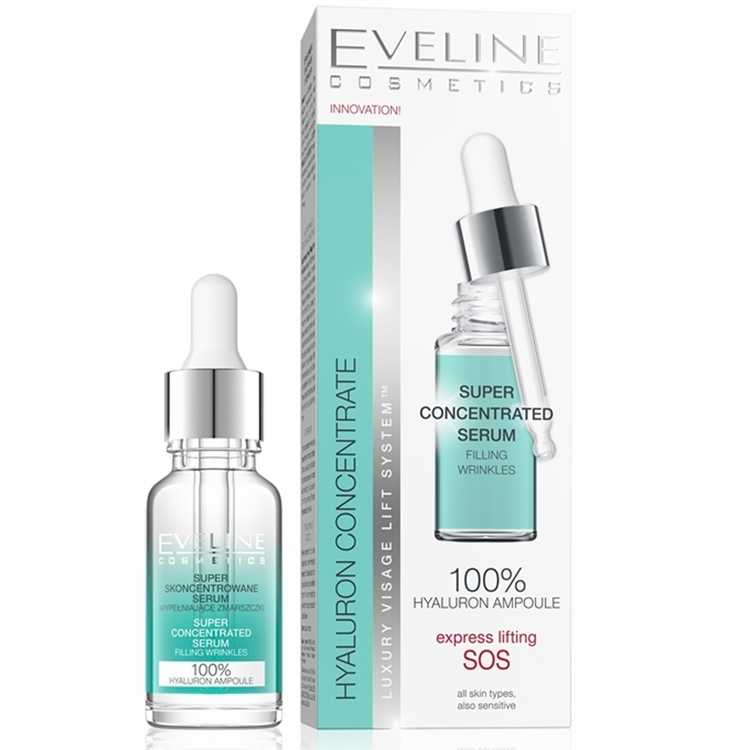 EVELINE
COSMETICS
INNOVATION!
HYALURON CONCENTRATE
LUXURY VISAGE LIFT SYSTEM™
SUPER
CONCENTRATED
SERUM
FILLING
WRINKLES
100%
HYALURON AMPOULE
express lifting
SOS
all skin types,
also sensitive
EVELINE
COSMETICS
SUPER
SKONCENTROWANE
SERUM
WYPEŁNIAJĄCE ZMARSZCZKI
SUPER
CONCENTRATED
SERUM
FILLING WRINKLES
100%
HYALURON AMPOULE